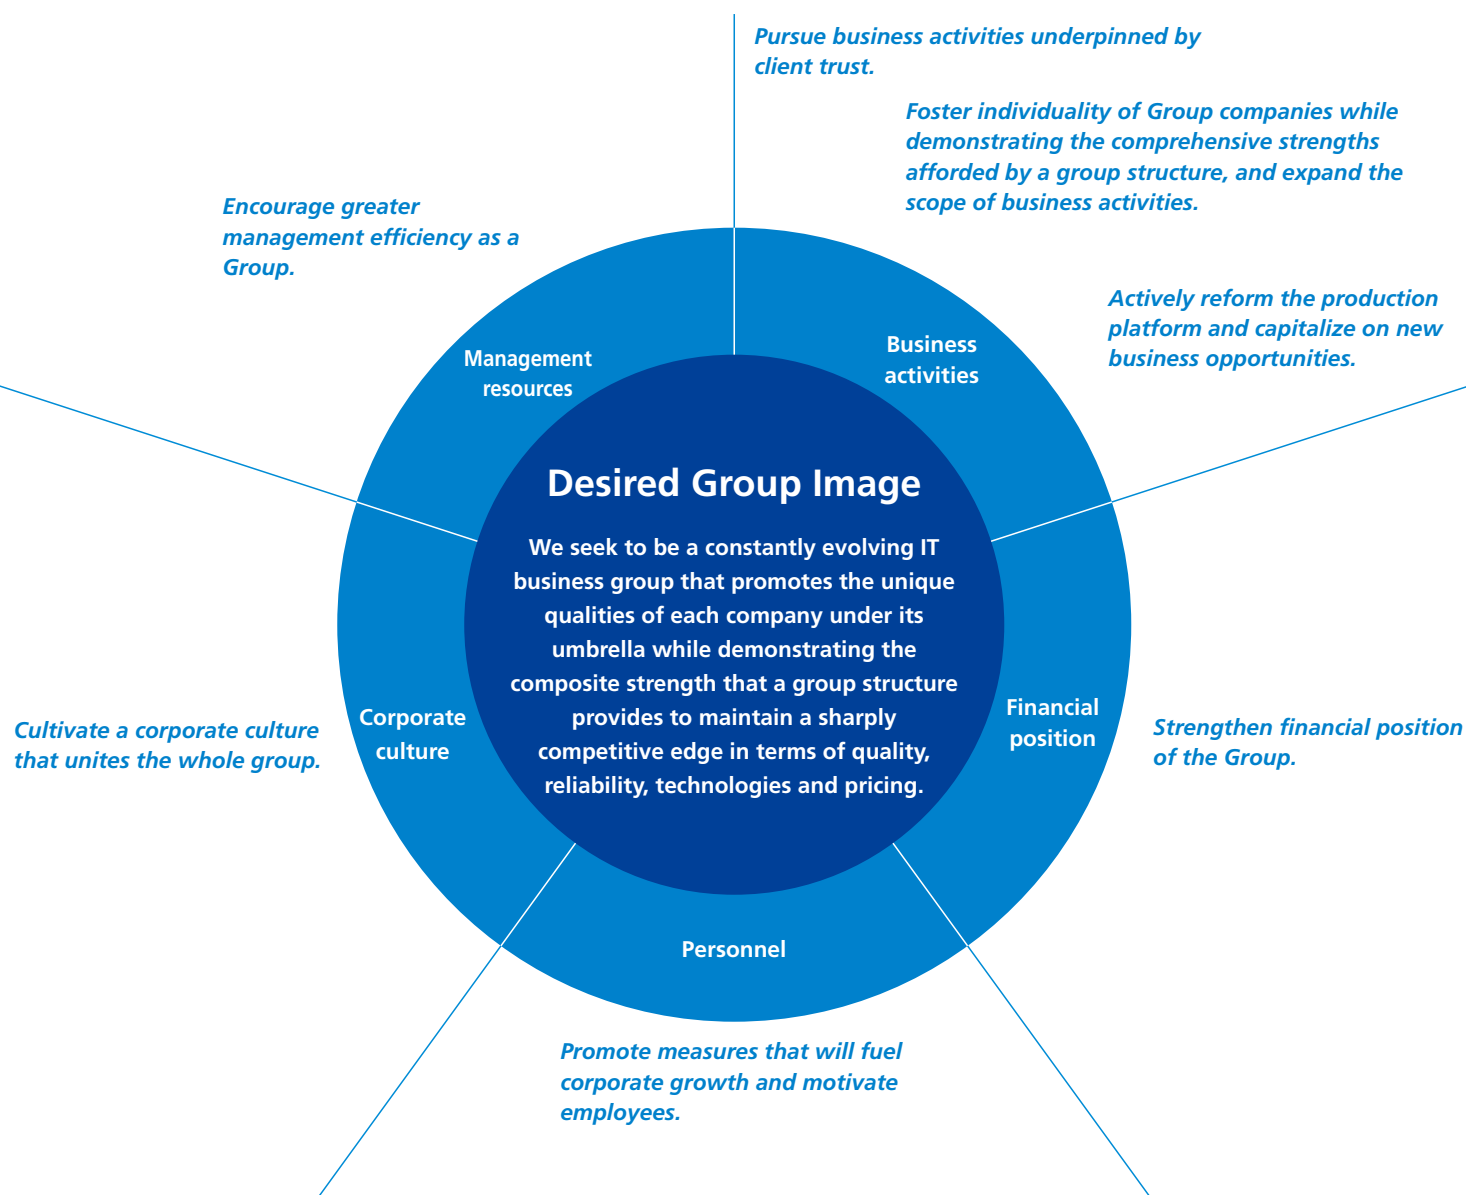 Pursue business activities underpinned by
client trust.
Foster individuality of Group companies while
demonstrating the comprehensive strengths
afforded by a group structure, and expand the
scope of business activities.
Encourage greater
management efficiency as a
Group.
Actively reform the production
platform and capitalize on new
business opportunities.
Management
resources
Business
activities
Desired Group Image
We seek to be a constantly evolving IT
business group that promotes the unique
qualities of each company under its
umbrella while demonstrating the
composite strength that a group structure
provides to maintain a sharply
competitive edge in terms of quality,
reliability, technologies and pricing.
Corporate
culture
Financial
position
Cultivate a corporate culture
that unites the whole group.
Strengthen financial position
of the Group.
Personnel
Promote measures that will fuel
corporate growth and motivate
employees.